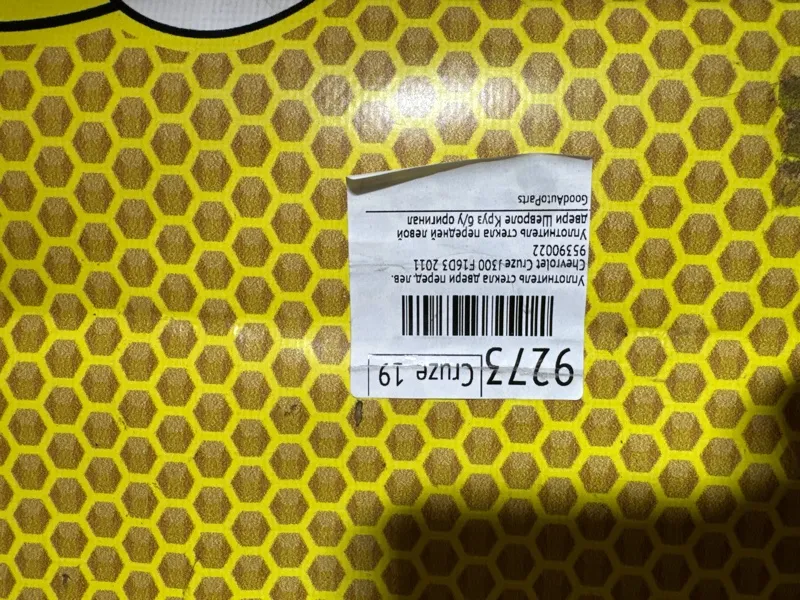 9273 Cruze 19
Уплотнитель стекла двери перед.лев.
Chevrolet Cruze J300 F16D3 2011
95390022
Уплотнитель стекла передней левой
двери Шевроле Круз б/у оригинал
GoodAutoParts